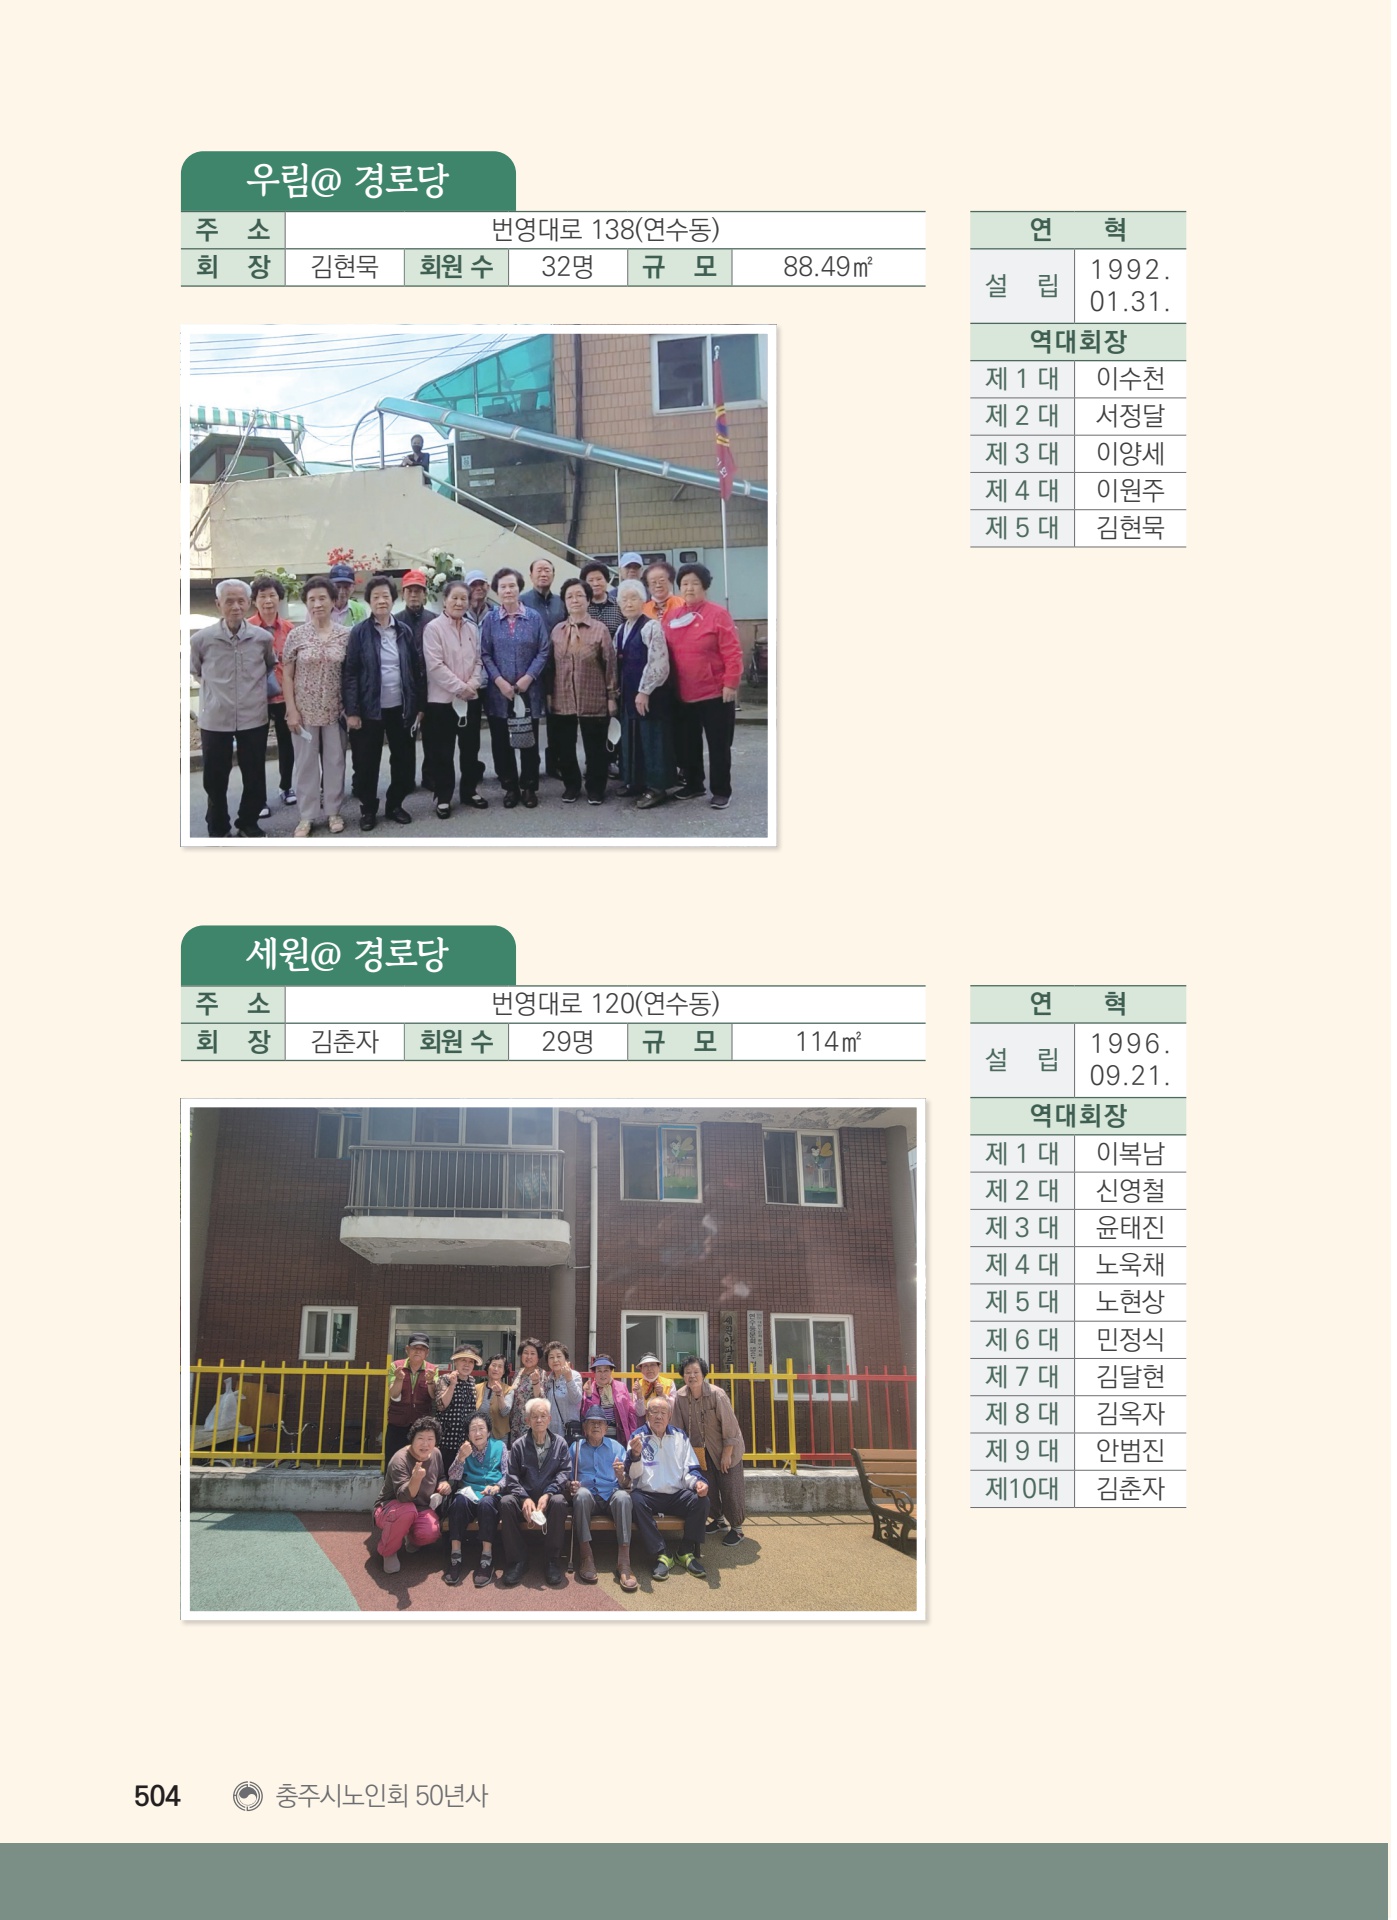 우림@ 경로당
주 소 번영대로 138(연수동)
회 장 김현묵 회원 수 32명 규 모 88.49㎡
연 혁
설 립 1992.
01.31.
역대회장
제 1 대 이수천
제 2 대 서정달
제 3 대 이양세
제 4 대 이원주
제 5 대 김현묵
세원@ 경로당
주 소 번영대로 120(연수동)
회 장 김춘자 회원 수 29명 규 모 114㎡
연 혁
설 립 1996.
09.21.
역대회장
제 1 대 이복남
제 2 대 신영철
제 3 대 윤태진
제 4 대 노욱채
제 5 대 노현상
제 6 대 민정식
제 7 대 김달현
제 8 대 김옥자
제 9 대 안범진
제10대 김춘자
504 충주시노인회 50년사